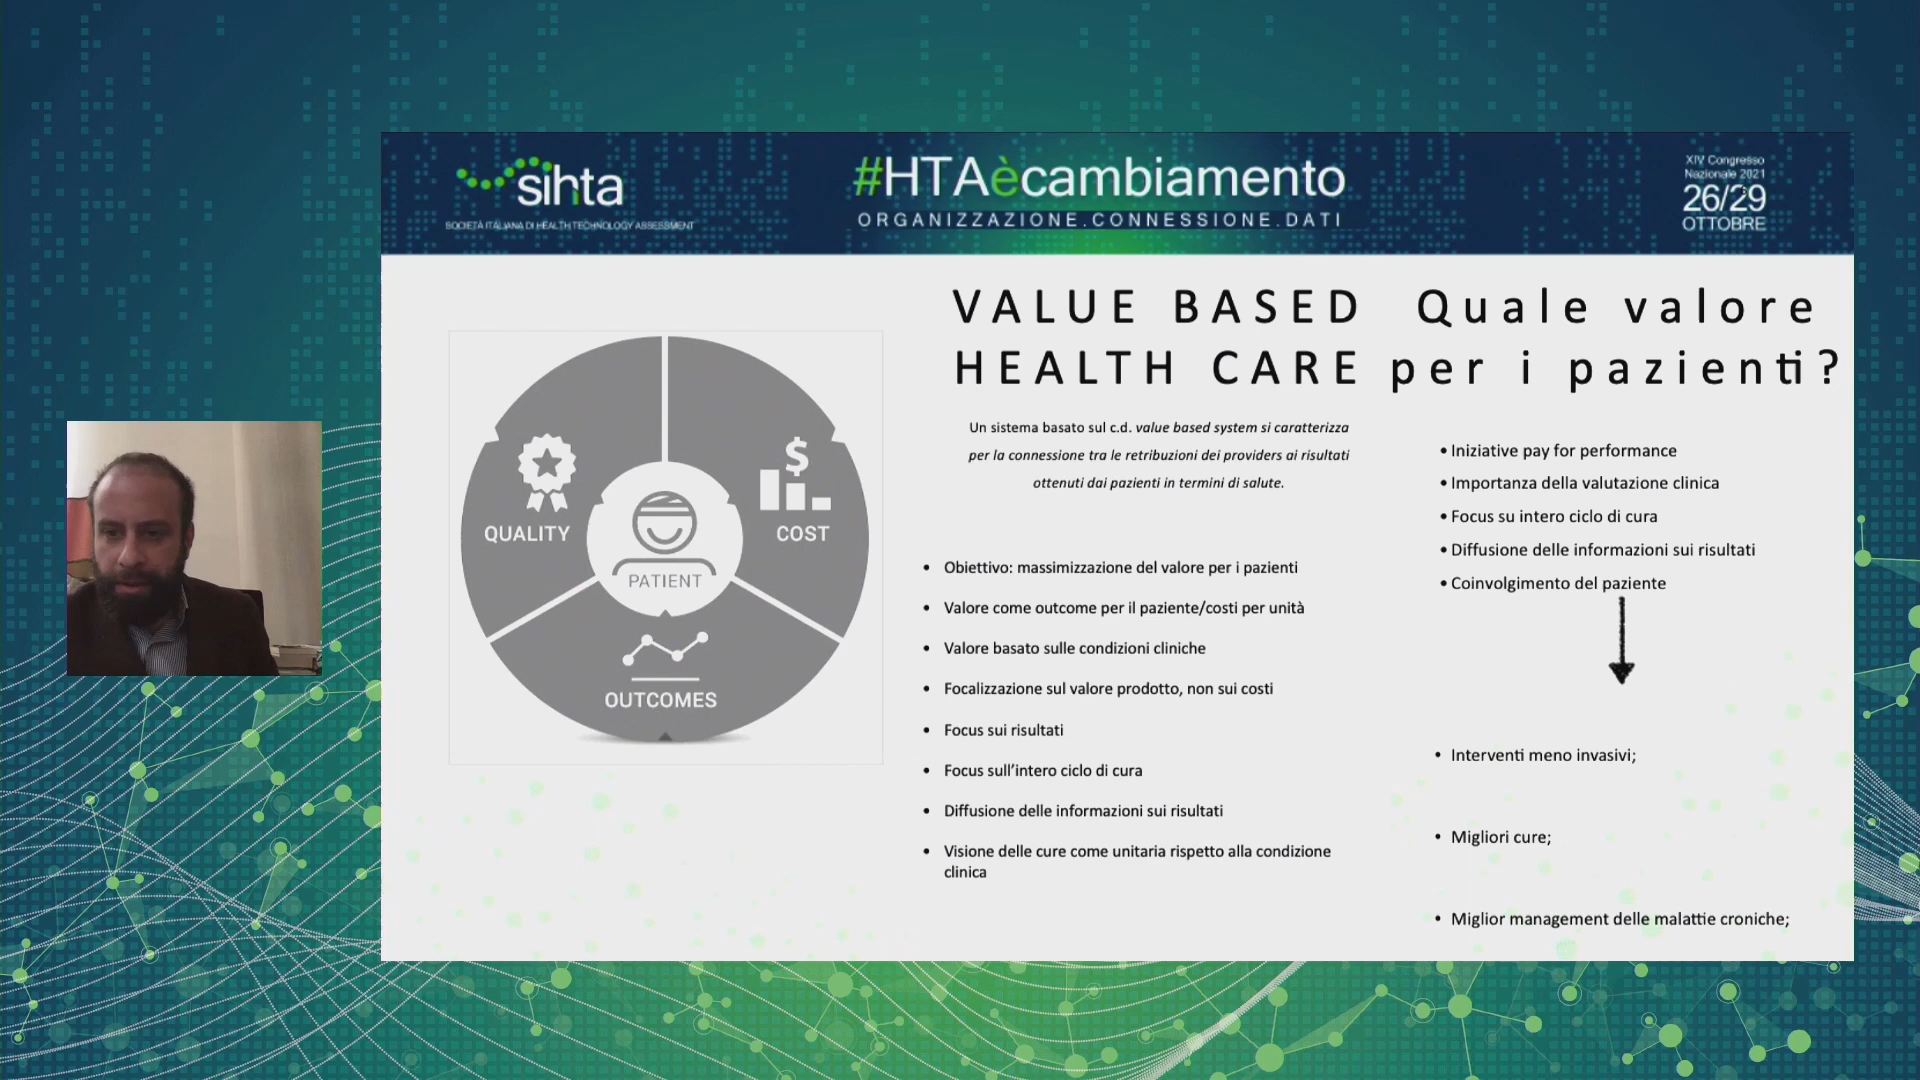 sihta
SOCIETÀ ITALIANA DI HEALTH TECHNOLOGY ASSESSMENT
#HTAècambiamento
ORGANIZZAZIONE.CONNESSIONE.DATI
XIV Congresso
Nazionale 2021
26/29
OTTOBRE
QUALITY
COST
PATIENT
OUTCOMES
VALUE BASED
HEALTH CARE
Un sistema basato sul c.d. value based system si caratterizza
per la connessione tra le retribuzioni dei providers ai risultati
ottenuti dai pazienti in termini di salute.
• Obiettivo: massimizzazione del valore per i pazienti
• Valore come outcome per il paziente/costi per unità
• Valore basato sulle condizioni cliniche
• Focalizzazione sul valore prodotto, non sui costi
• Focus sui risultati
• Focus sull'intero ciclo di cura
• Diffusione delle informazioni sui risultati
• Visione delle cure come unitaria rispetto alla condizione
clinica
Quale valore
per i pazienti?
• Iniziative pay for performance
• Importanza della valutazione clinica
• Focus su intero ciclo di cura
• Diffusione delle informazioni sui risultati
• Coinvolgimento del paziente
• Interventi meno invasivi;
• Migliori cure;
• Miglior management delle malattie croniche;